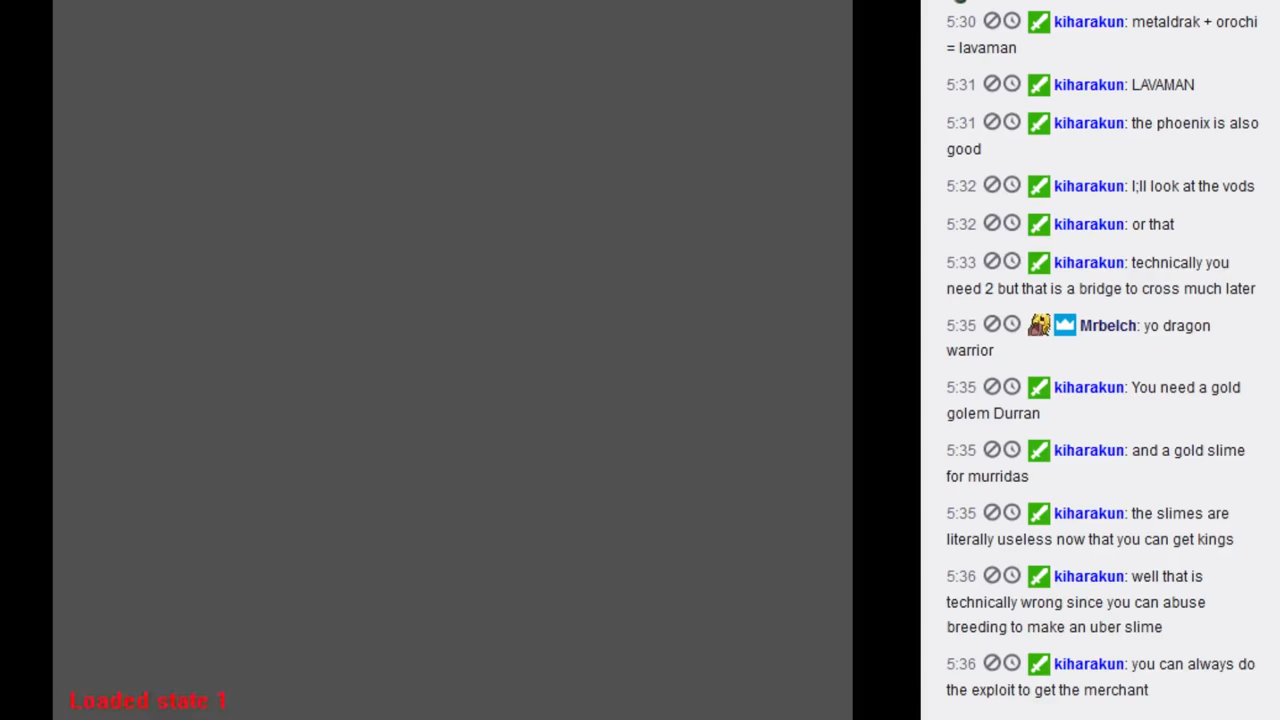 5:30 kiharakun: metaldrak + orochi
= lavaman
5:31 kiharakun: LAVAMAN
5:31 kiharakun: the phoenix is also
good
5:32 kiharakun: I;ll look at the vods
5:32 kiharakun: or that
5:33 kiharakun: technically you
need 2 but that is a bridge to cross much later
5:35 Mrbelch: yo dragon
warrior
5:35 kiharakun: You need a gold
golem Durran
5:35 kiharakun: and a gold slime
for murridas
5:35 kiharakun: the slimes are
literally useless now that you can get kings
5:36 kiharakun: well that is
technically wrong since you can abuse
breeding to make an uber slime
5:36 kiharakun: you can always do
the exploit to get the merchant
Loaded state 1